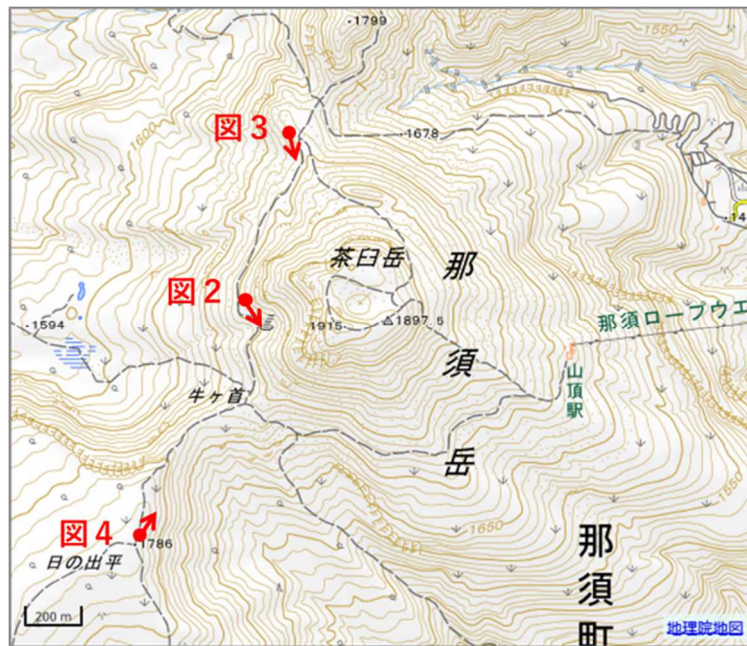 ・1799
1550
図3
・1678
1600
茶臼岳
那
須
岳
図2
1915
△1897.5
那須ロープウエ
山
頂
駅
・1594
牛ヶ首
図4
・1786
日の出平
1650
1550
那
須
町
200 m
地理院地図